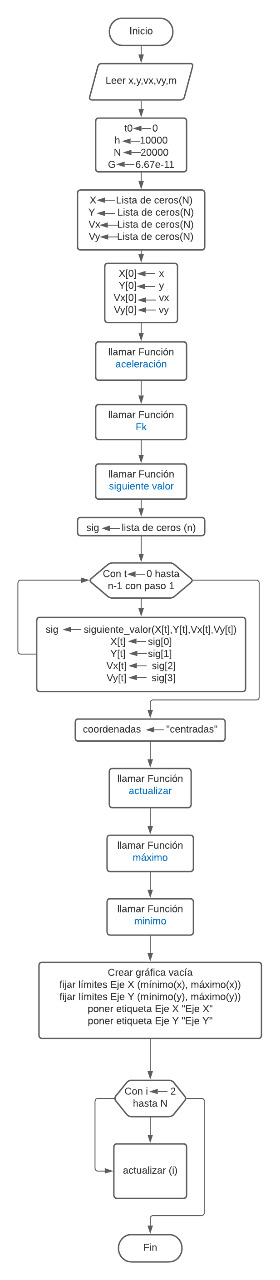 Inicio
Leer x,y,vx,vy,m
t0 ← 0
h ← 10000
N ← 20000
G ← 6.67e-11
X ← Lista de ceros(N)
Y ← Lista de ceros(N)
Vx ← Lista de ceros(N)
Vy ← Lista de ceros(N)
X[0] ← x
Y[0] ← y
Vx[0] ← vx
Vy[0] ← vy
llamar Función
aceleración
llamar Función
Fk
llamar Función
siguiente valor
sig ← lista de ceros (n)
Con t ← 0 hasta
n-1 con paso 1
sig ← siguiente_valor(X[t],Y[t],Vx[t],Vy[t])
X[t] ← sig[0]
Y[t] ← sig[1]
Vx[t] ← sig[2]
Vy[t] ← sig[3]
coordenadas ← "centradas"
llamar Función
actualizar
llamar Función
máximo
llamar Función
minimo
Crear gráfica vacía
fijar límites Eje X (mínimo(x), máximo(x))
fijar límites Eje X (mínimo(y), máximo(y))
poner etiqueta Eje X "Eje X"
poner etiqueta Eje Y "Eje Y"
Con i ← 2
hasta N
actualizar (i)
Fin